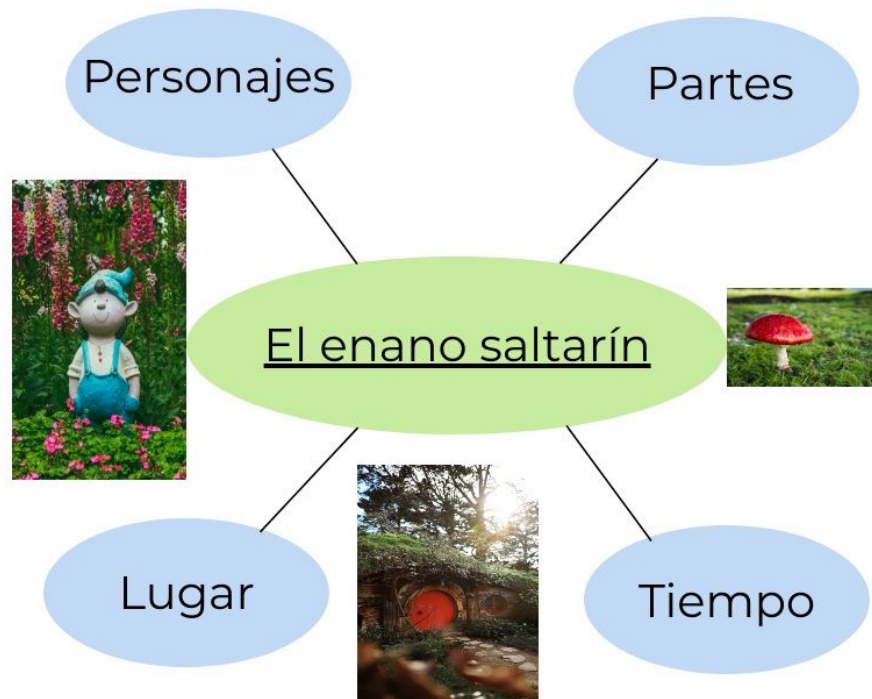 Personajes
Partes
El enano saltarín
Lugar
Tiempo